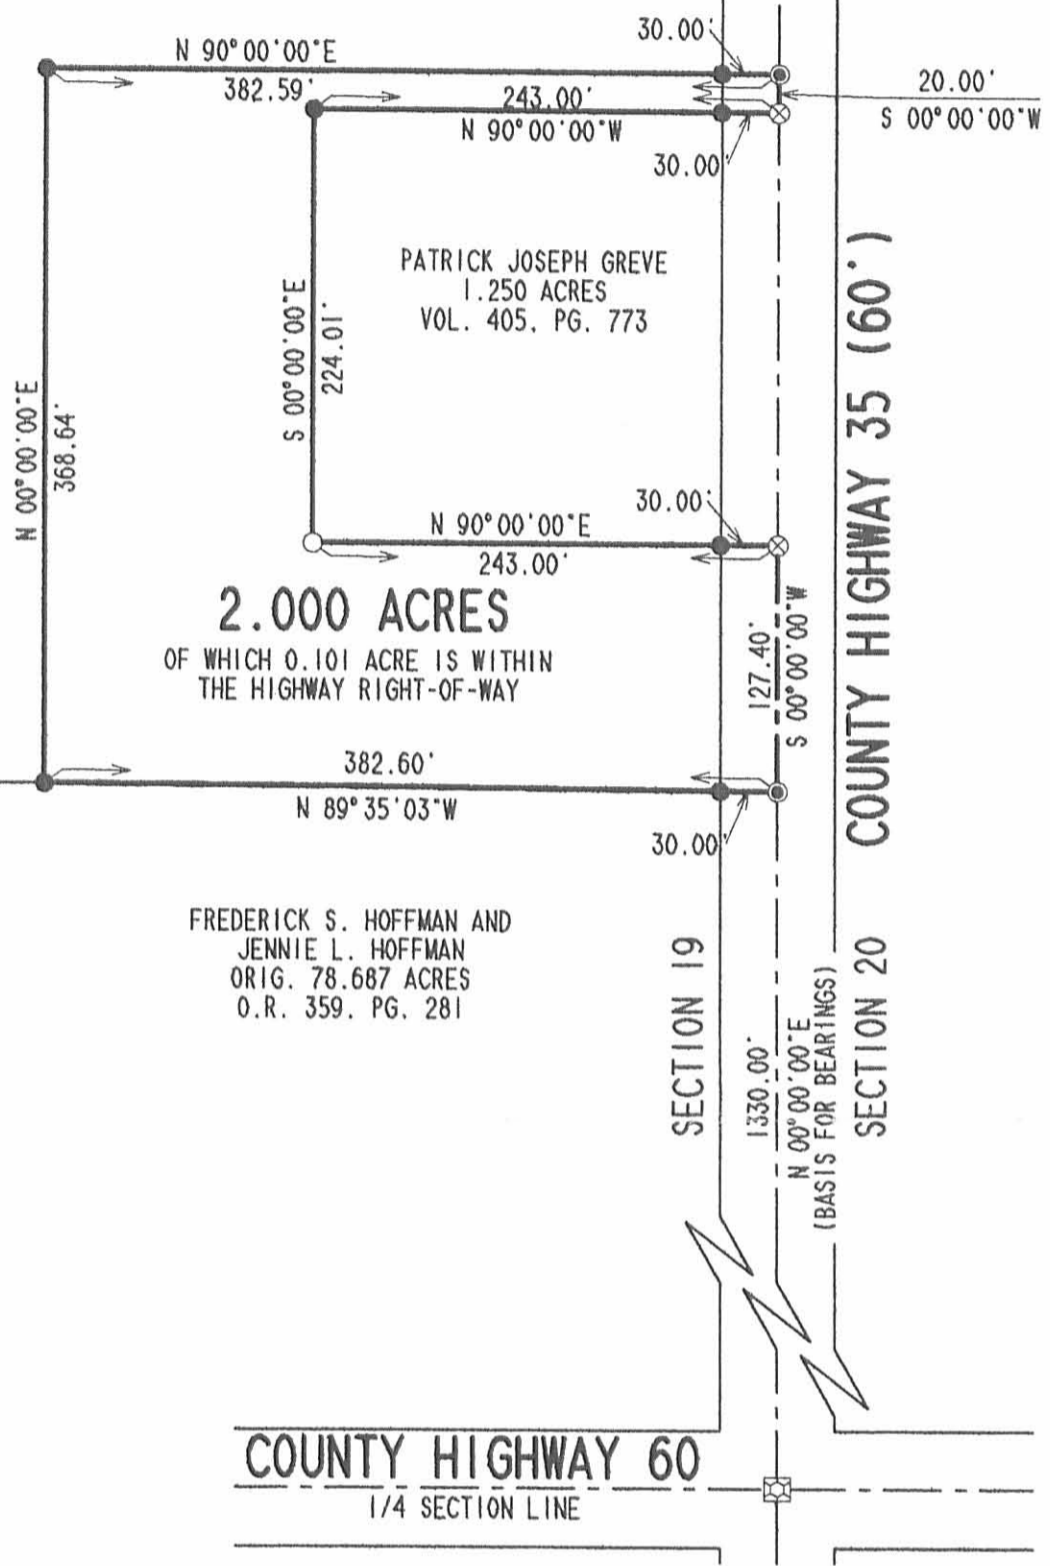 30.00'
N 90°00'00"E
382.59'
243.00'
N 90°00'00"W
30.00'
20.00'
S 00°00'00"W
PATRICK JOSEPH GREVE
1.250 ACRES
VOL. 405, PG. 773
S 00°00'00"E
224.01'
N 00°00'00"E
368.64'
30.00'
N 90°00'00"E
243.00'
COUNTY HIGHWAY 35 (60')
2.000 ACRES
OF WHICH 0.101 ACRE IS WITHIN
THE HIGHWAY RIGHT-OF-WAY
127.40'
S 00°00'00"W
382.60'
N 89°35'03"W
30.00'
FREDERICK S. HOFFMAN AND
JENNIE L. HOFFMAN
ORIG. 78.687 ACRES
O.R. 359, PG. 281
SECTION 19
1330.00'
N 00°00'00"E
(BASIS FOR BEARINGS)
SECTION 20
COUNTY HIGHWAY 60
1/4 SECTION LINE